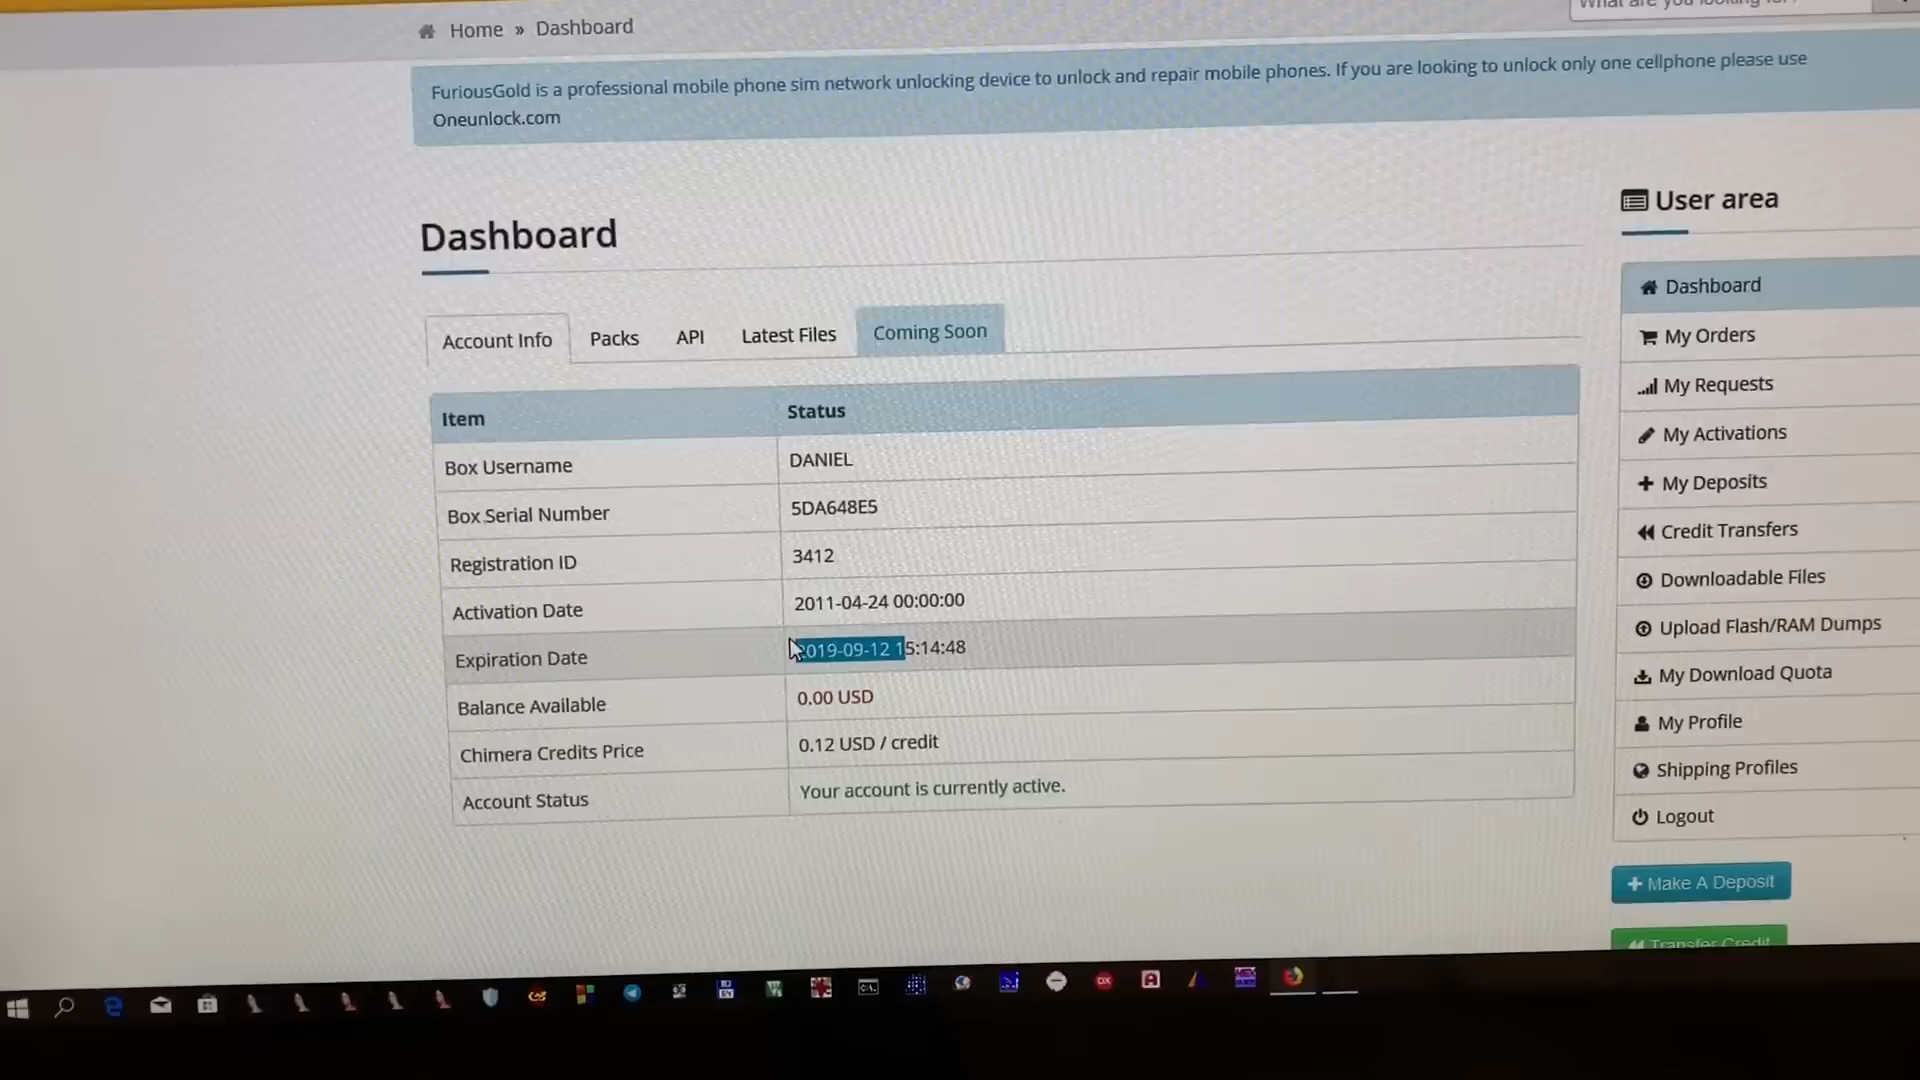 What are you looking for?
Home » Dashboard
FuriousGold is a professional mobile phone sim network unlocking device to unlock and repair mobile phones. If you are looking to unlock only one cellphone please use
Oneunlock.com
Dashboard
Account Info Packs API Latest Files Coming Soon
Item Status
Box Username DANIEL
Box Serial Number 5DA648E5
Registration ID 3412
Activation Date 2011-04-24 00:00:00
Expiration Date 2019-09-12 15:14:48
Balance Available 0.00 USD
Chimera Credits Price 0.12 USD / credit
Account Status Your account is currently active.
User area
Dashboard
My Orders
My Requests
My Activations
My Deposits
Credit Transfers
Downloadable Files
Upload Flash/RAM Dumps
My Download Quota
My Profile
Shipping Profiles
Logout
Make A Deposit
Transfer Credit